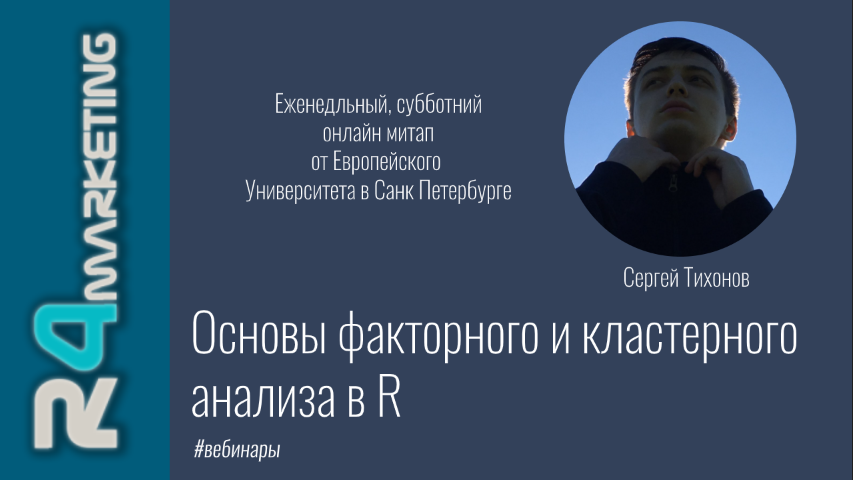 R4MARKETING
Еженедльный, субботний
онлайн митап
от Европейского
Университета в Санк Петербурге
Сергей Тихонов
Основы факторного и кластерного
анализа в R
#вебинары